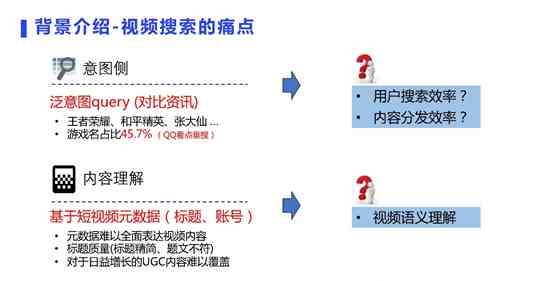 背景介绍-视频搜索的痛点
意图侧
泛意图query (对比资讯)
• 王者荣耀、和平精英、张大仙 ...
• 游戏名占比45.7% （QQ看点垂搜）
• 用户搜索效率？
• 内容分发效率？
内容理解
基于短视频元数据（标题、账号）
• 元数据难以全面表达视频内容
• 标题质量(标题精简、题文不符)
• 对于日益增长的UGC内容难以覆盖
• 视频语义理解